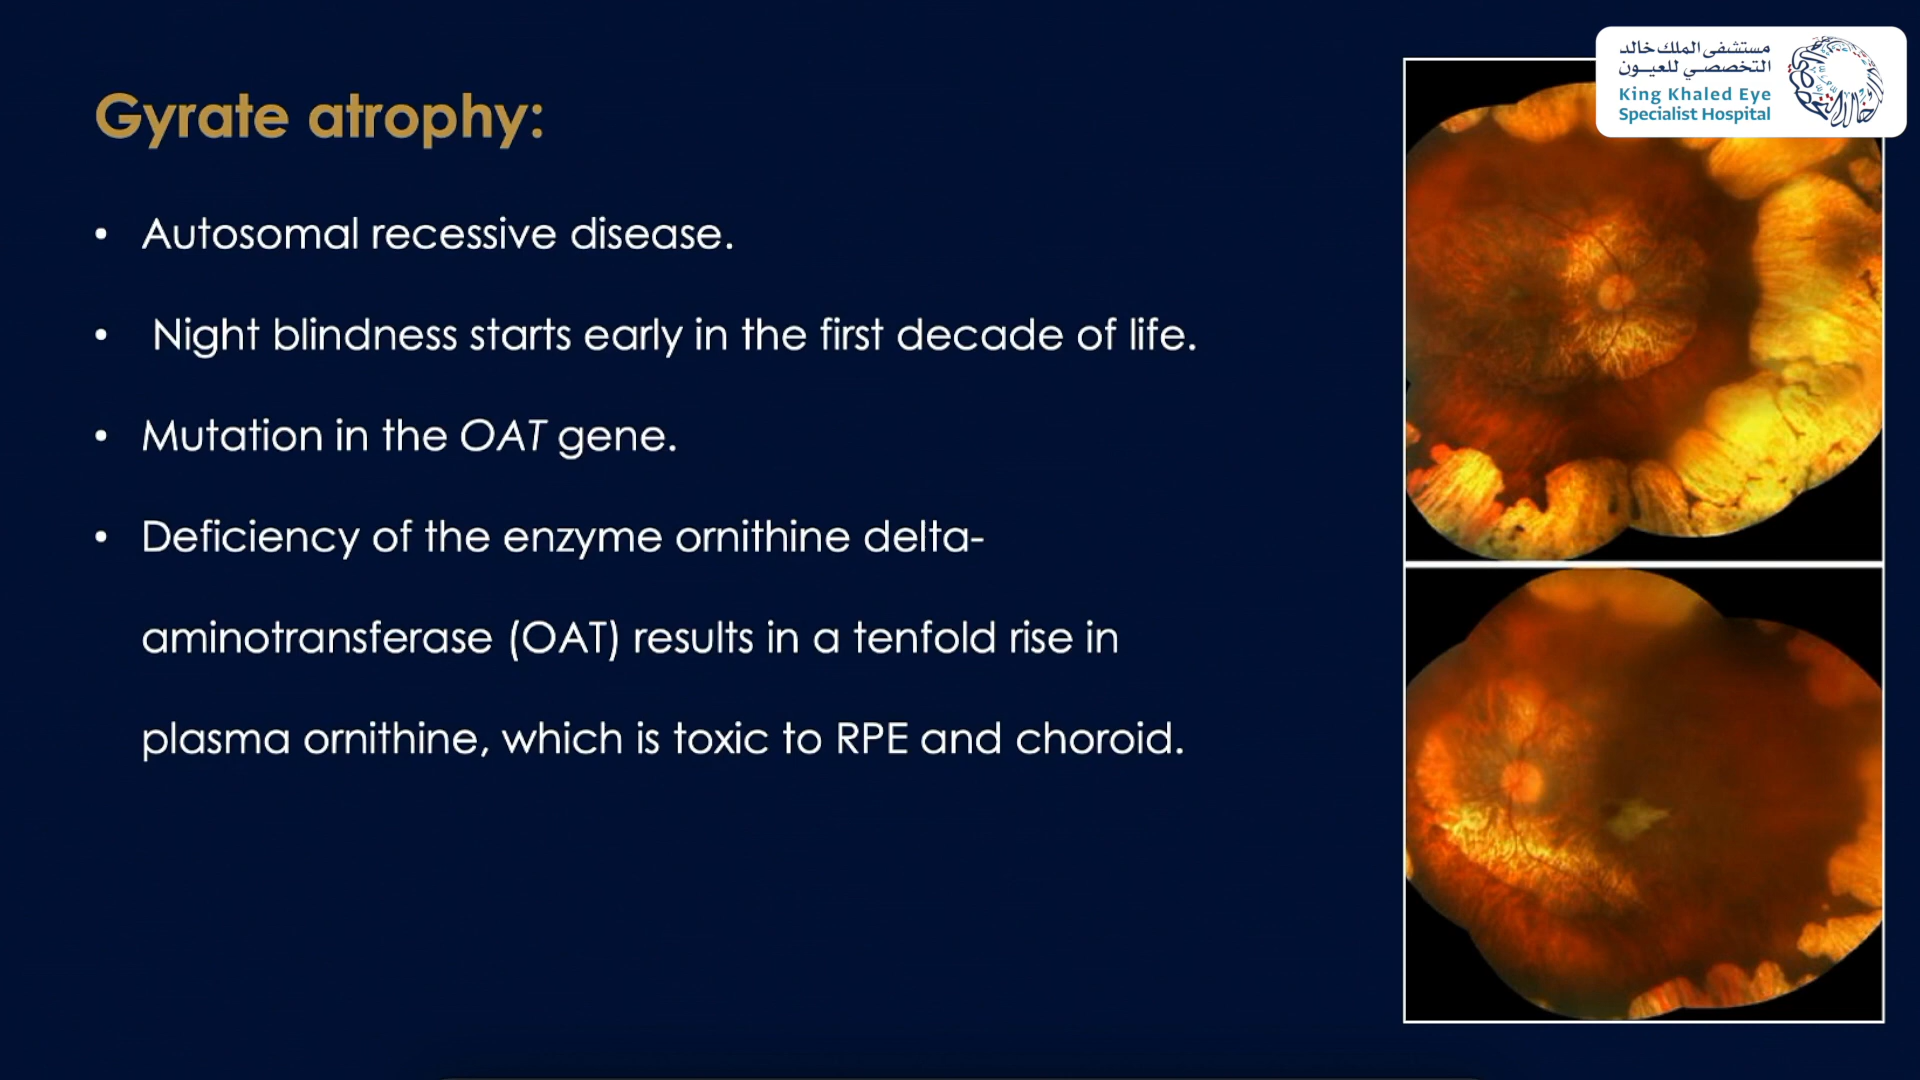 مستشفى الملك خالد
التخصصي للعيون
King Khaled Eye
Specialist Hospital
Gyrate atrophy:
• Autosomal recessive disease.
• Night blindness starts early in the first decade of life.
• Mutation in the OAT gene.
• Deficiency of the enzyme ornithine delta-
aminotransferase (OAT) results in a tenfold rise in
plasma ornithine, which is toxic to RPE and choroid.